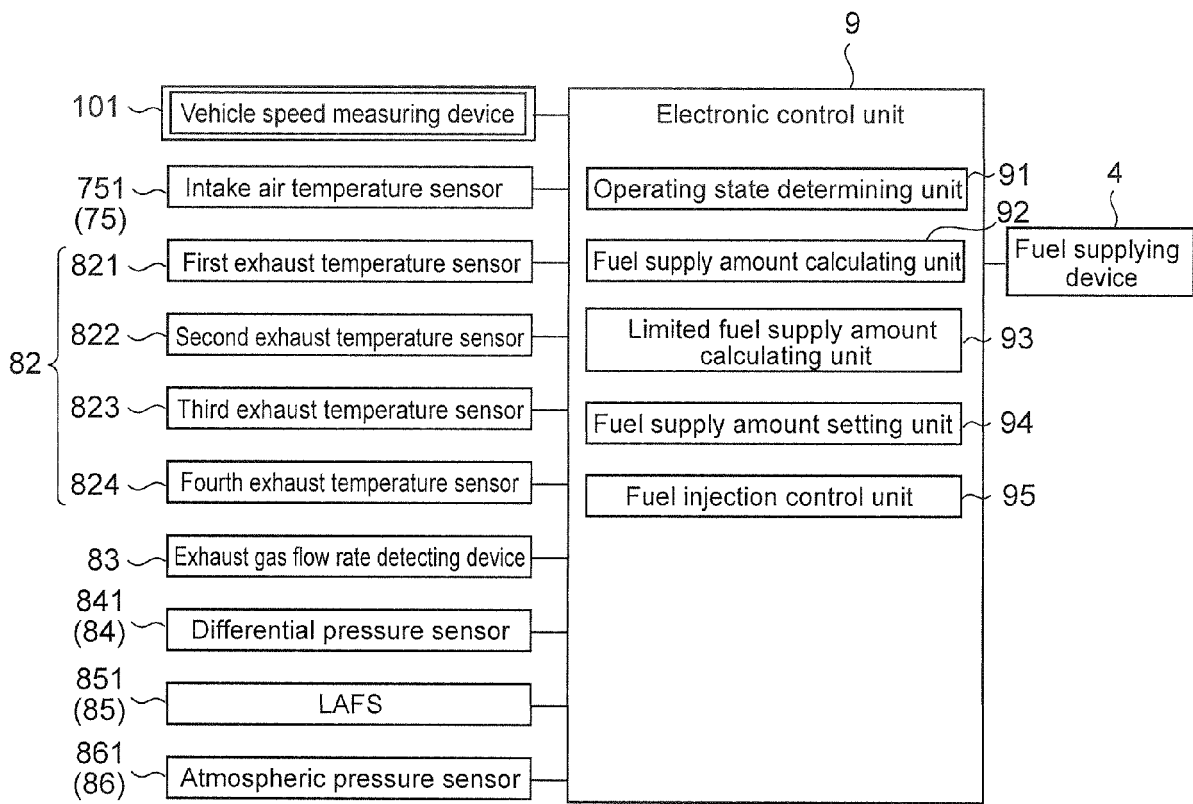 9
101
Vehicle speed measuring device
Electronic control unit
751
(75)
Intake air temperature sensor
Operating state determining unit
91
4
82
821
First exhaust temperature sensor
Fuel supply amount calculating unit
92
Fuel supplying
device
822
Second exhaust temperature sensor
Limited fuel supply amount
calculating unit
93
823
Third exhaust temperature sensor
Fuel supply amount setting unit
94
824
Fourth exhaust temperature sensor
Fuel injection control unit
95
83
Exhaust gas flow rate detecting device
841
(84)
Differential pressure sensor
851
(85)
LAFS
861
(86)
Atmospheric pressure sensor